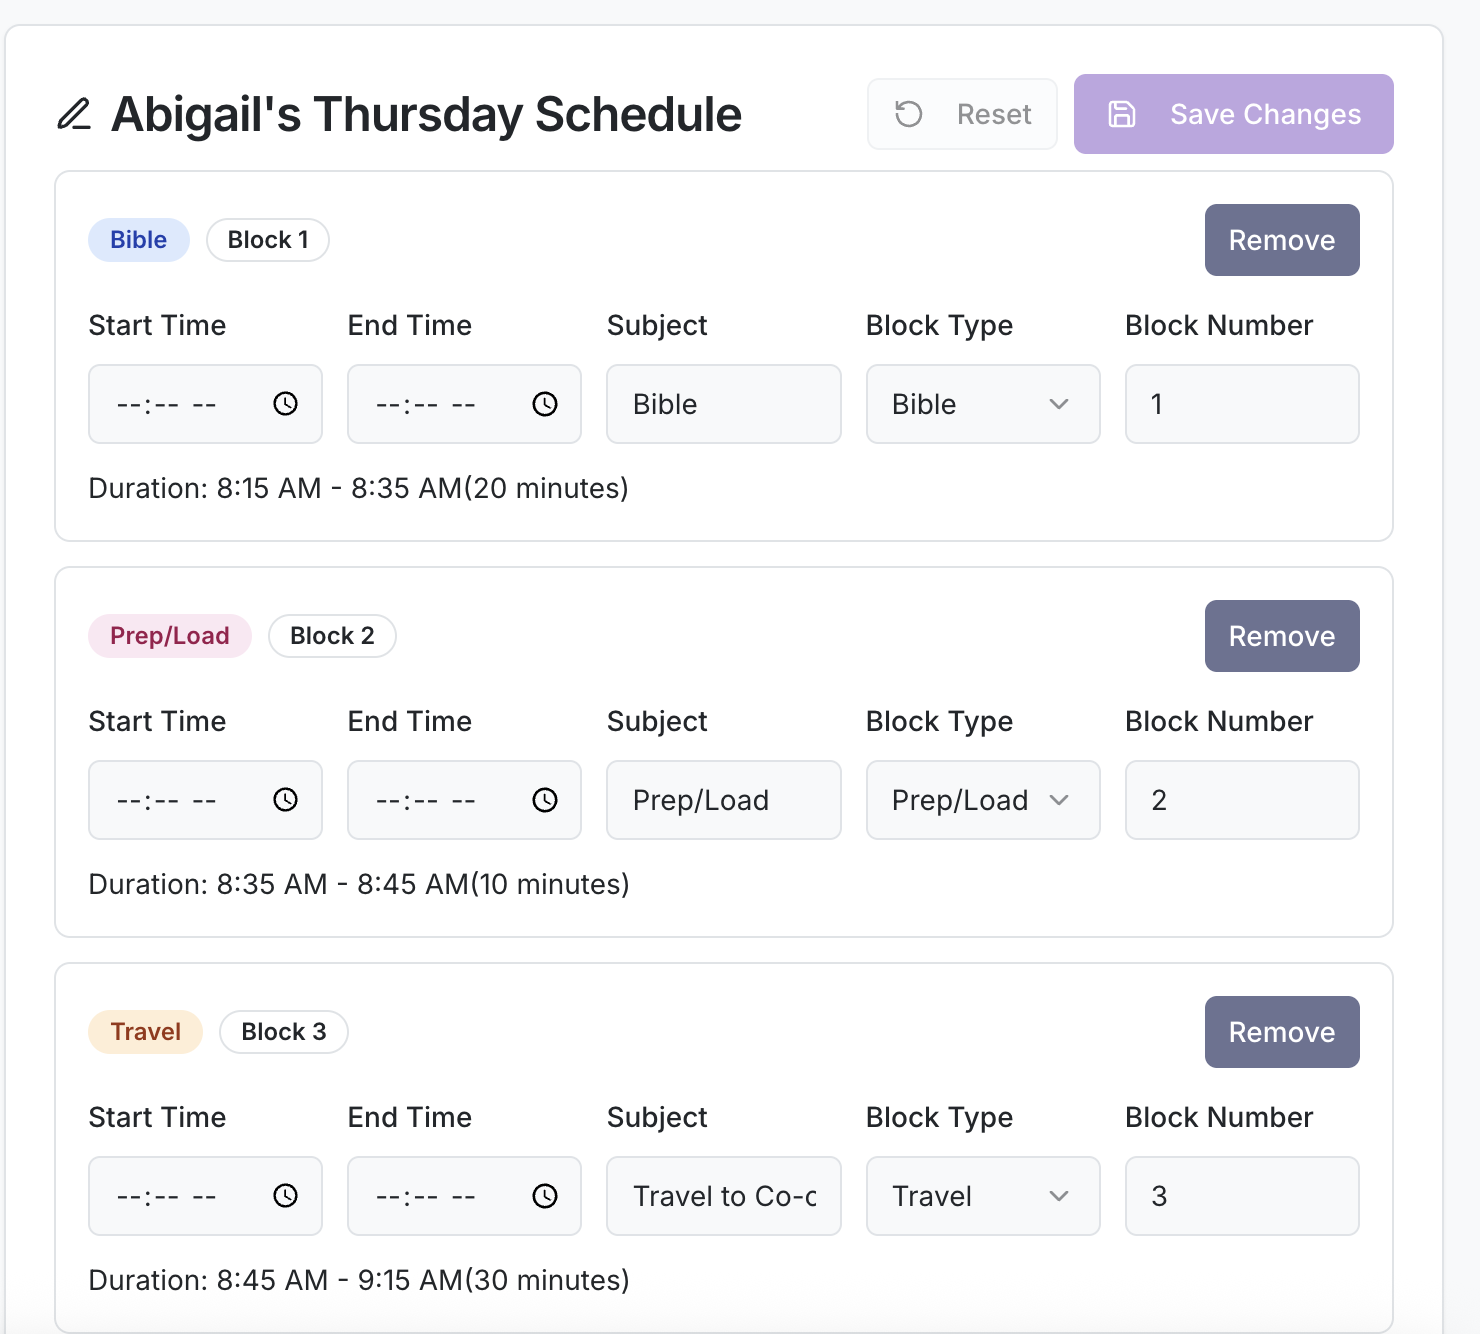 Abigail's Thursday Schedule
Reset
Save Changes
Bible
Block 1
Remove
Start Time
End Time
Subject
Block Type
Block Number
--:-- --
--:-- --
Bible
Bible
1
Duration: 8:15 AM - 8:35 AM(20 minutes)
Prep/Load
Block 2
Remove
Start Time
End Time
Subject
Block Type
Block Number
--:-- --
--:-- --
Prep/Load
Prep/Load
2
Duration: 8:35 AM - 8:45 AM(10 minutes)
Travel
Block 3
Remove
Start Time
End Time
Subject
Block Type
Block Number
--:-- --
--:-- --
Travel to Co-
Travel
3
Duration: 8:45 AM - 9:15 AM(30 minutes)